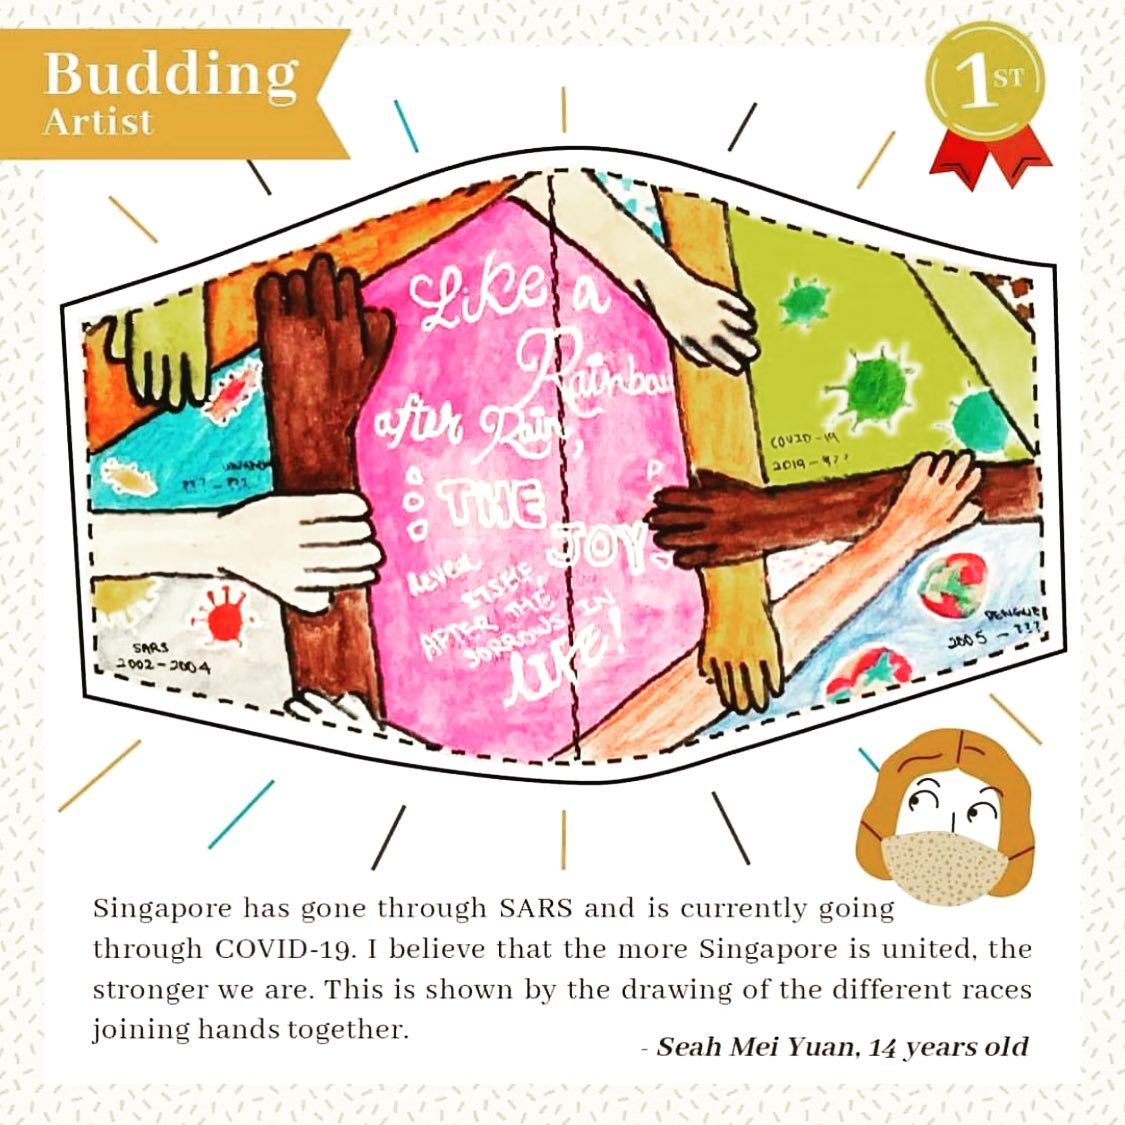 Budding
Artist
1ST
Like a
Rainbow
after Rain,
THE
JOY
ITSELF,
AFTER THE
SORROWS IN
LIFE!
COVID-19
2019 - ???
SARS
2002-2004
DENGUE
2005 - ???
Singapore has gone through SARS and is currently going
through COVID-19. I believe that the more Singapore is united, the
stronger we are. This is shown by the drawing of the different races
joining hands together.
- Seah Mei Yuan, 14 years old